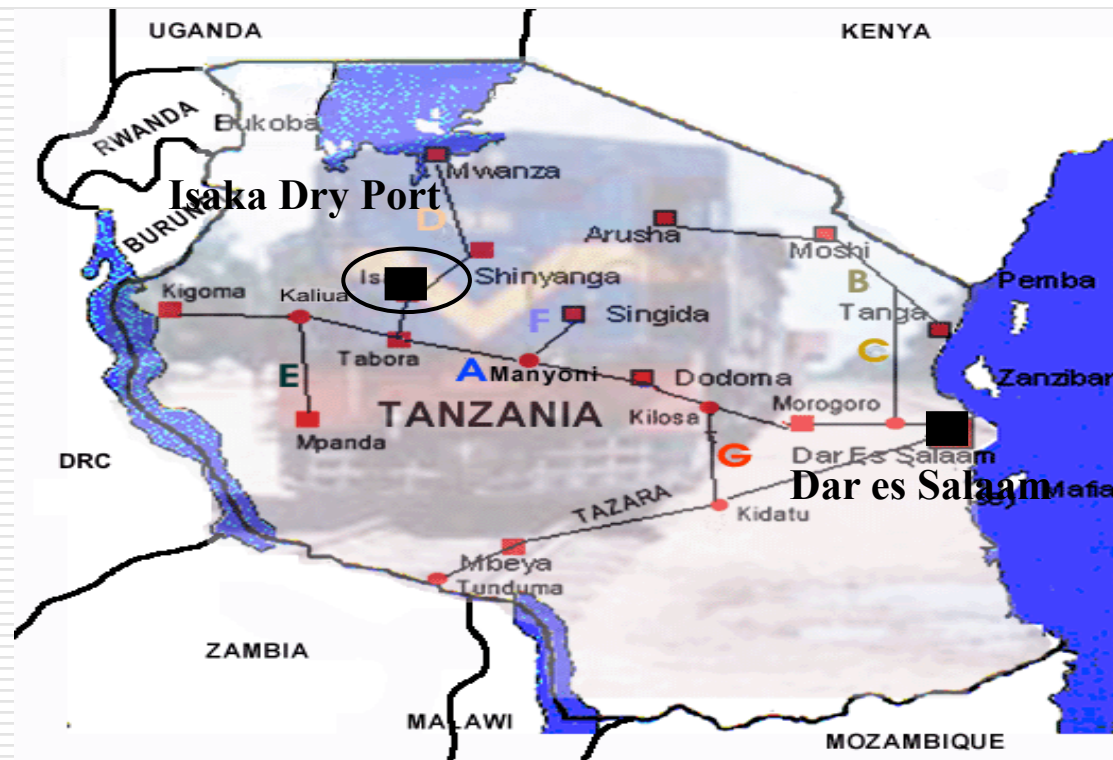 UGANDA
KENYA
RWANDA
Bukoba
Mwanza
Isaka Dry Port
D
Arusha
Moshi
BURUN
Shinyanga
B
Pemba
Kigoma
Kaliua
F
Singida
Tanga
Tabora
C
E
A
Manyoni
Dodoma
Zanzibar
TANZANIA
Kilosa
Morogoro
Mpanda
DRC
G
Dar Es Salaam
Dar es Salaam
Mafia
TAZARA
Kidatu
Mbeya
Tunduma
ZAMBIA
MALAWI
MOZAMBIQUE